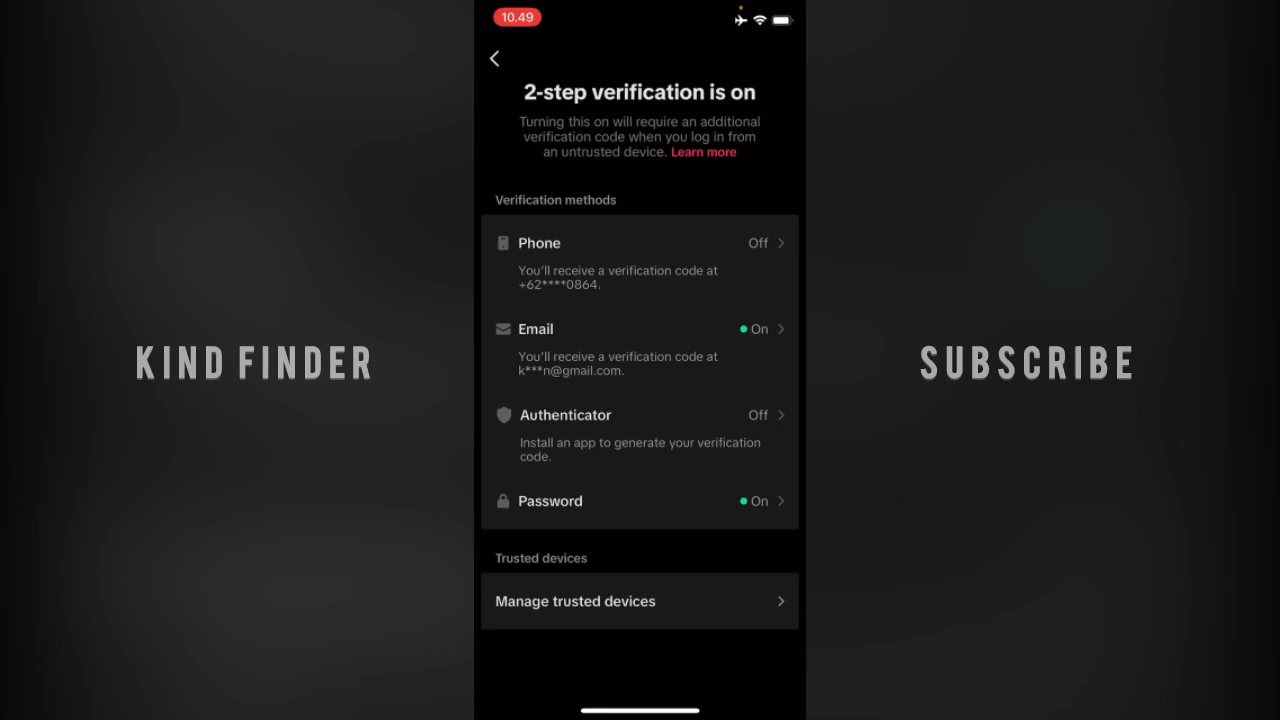 10.49
2-step verification is on
Turning this on will require an additional
verification code when you log in from
an untrusted device. Learn more
Verification methods
Phone Off
You'll receive a verification code at
+62****0864.
Email On
You'll receive a verification code at
k***n@gmail.com.
KIND FINDER
SUBSCRIBE
Authenticator Off
Install an app to generate your verification
code.
Password On
Trusted devices
Manage trusted devices